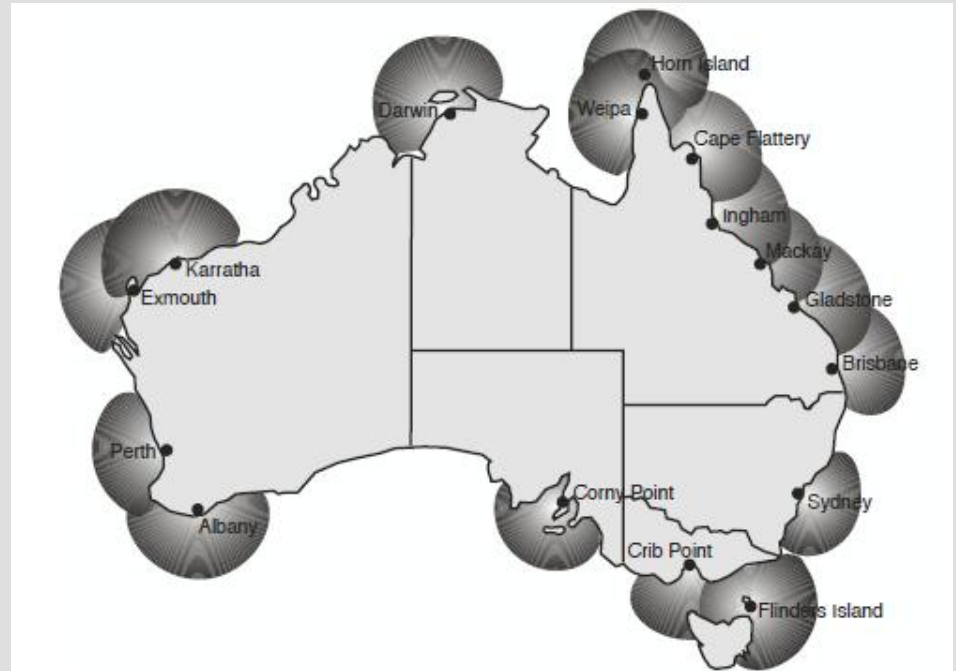 Horn Island
Darwin
Weipa
Cape Flattery
Ingham
Mackay
Karratha
Exmouth
Gladstone
Brisbane
Perth
Corny Point
Sydney
Albany
Crib Point
Flinders Island